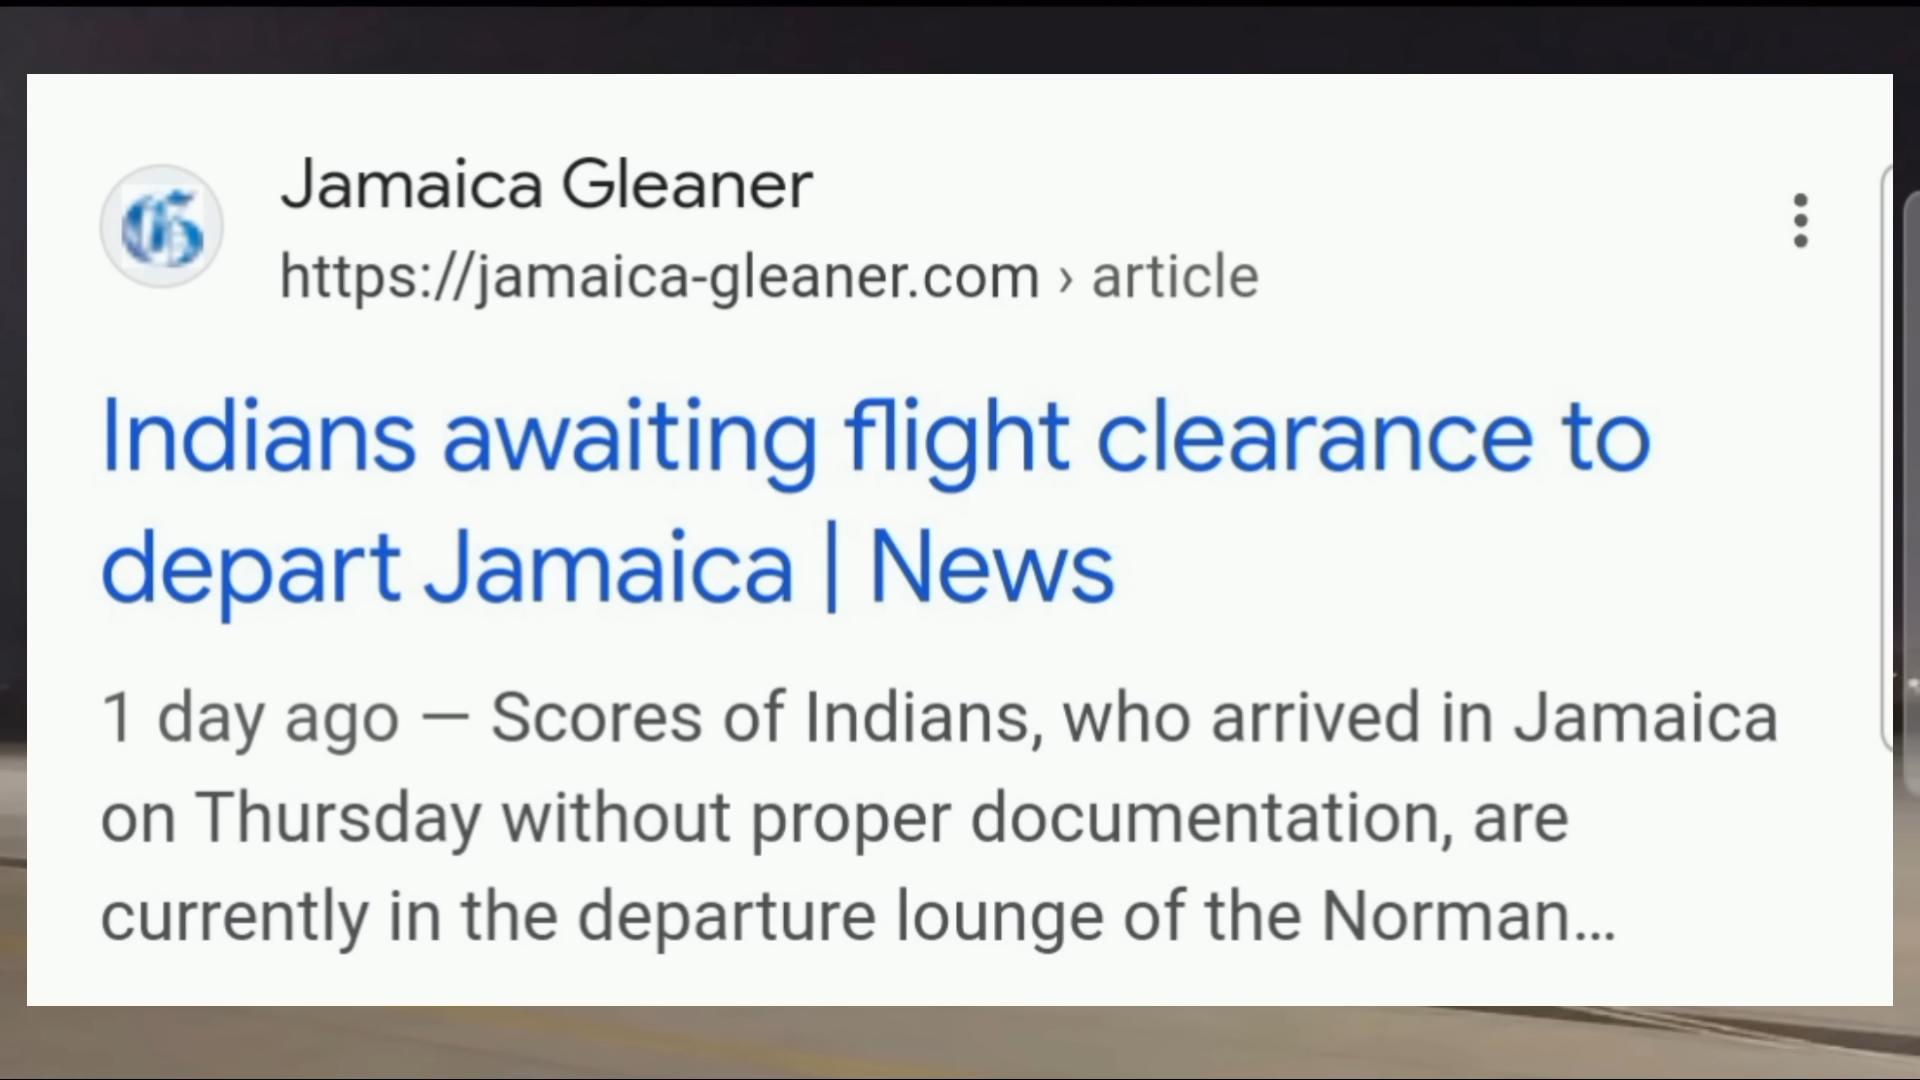 Jamaica Gleaner
https://jamaica-gleaner.com › article
Indians awaiting flight clearance to
depart Jamaica | News
1 day ago — Scores of Indians, who arrived in Jamaica
on Thursday without proper documentation, are
currently in the departure lounge of the Norman...